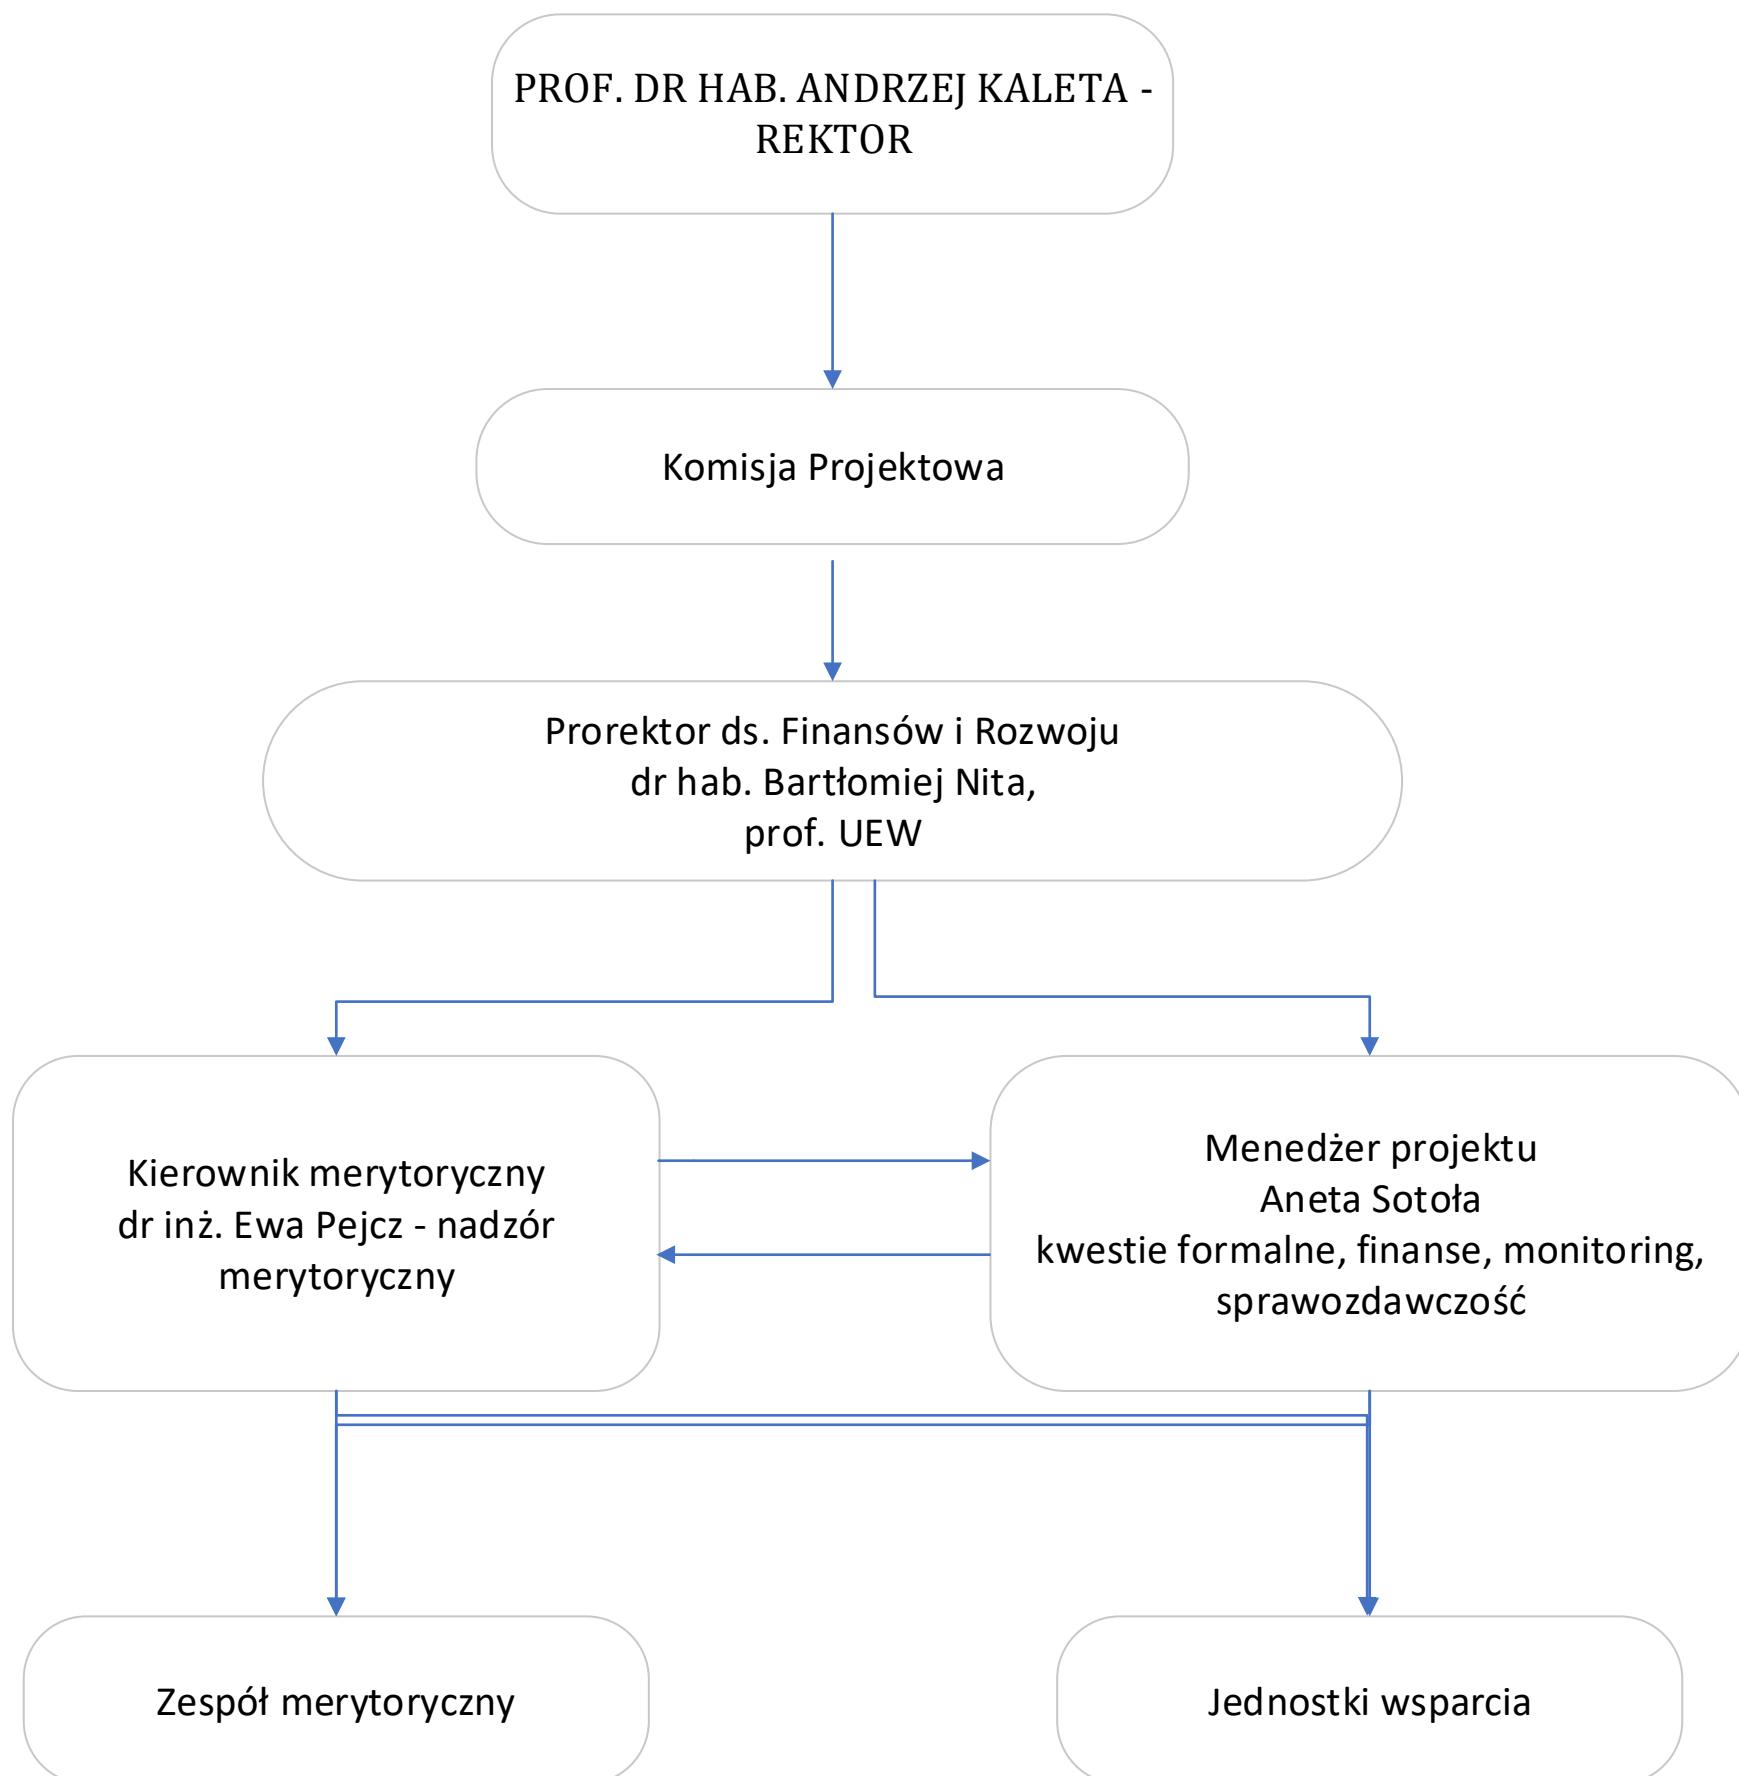 PROF. DR HAB. ANDRZEJ KALETA -
REKTOR
Komisja Projektowa
Prorektor ds. Finansów i Rozwoju
dr hab. Bartłomiej Nita,
prof. UEW
Kierownik merytoryczny
dr inż. Ewa Pejcz - nadzór
merytoryczny
Menedżer projektu
Aneta Sotoła
kwestie formalne, finanse, monitoring,
sprawozdawczość
Zespół merytoryczny
Jednostki wsparcia